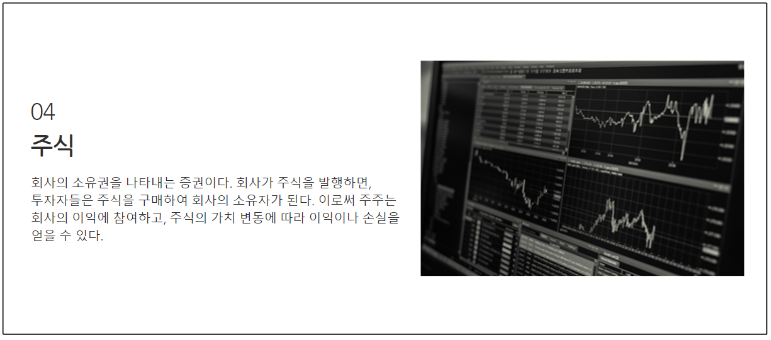 04
주식
회사의 소유권을 나타내는 증권이다. 회사가 주식을 발행하면,
투자자들은 주식을 구매하여 회사의 소유자가 된다. 이로써 주주는
회사의 이익에 참여하고, 주식의 가치 변동에 따라 이익이나 손실을
얻을 수 있다.